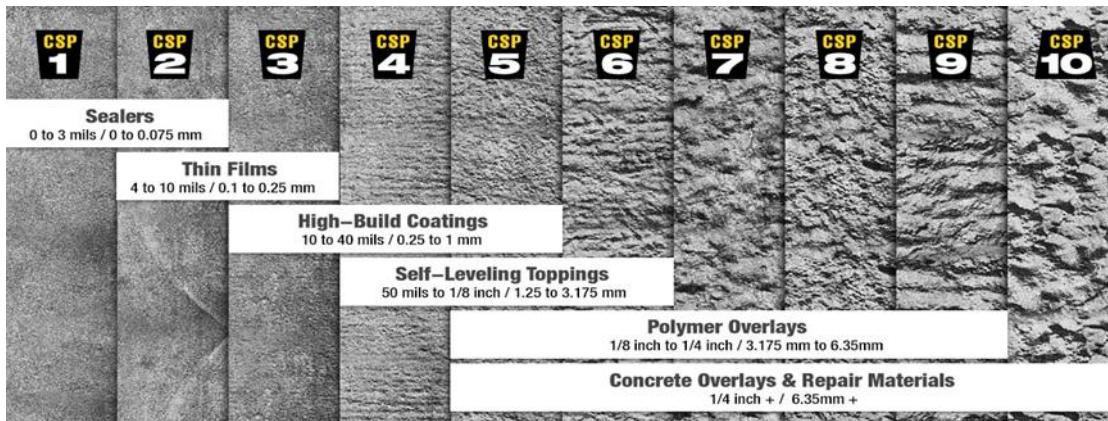 CSP
1
CSP
2
CSP
3
CSP
4
CSP
5
CSP
6
CSP
7
CSP
8
CSP
9
CSP
10
Sealers
0 to 3 mils / 0 to 0.075 mm
Thin Films
4 to 10 mils / 0.1 to 0.25 mm
High–Build Coatings
10 to 40 mils / 0.25 to 1 mm
Self–Leveling Toppings
50 mils to 1/8 inch / 1.25 to 3.175 mm
Polymer Overlays
1/8 inch to 1/4 inch / 3.175 mm to 6.35mm
Concrete Overlays & Repair Materials
1/4 inch + / 6.35mm +